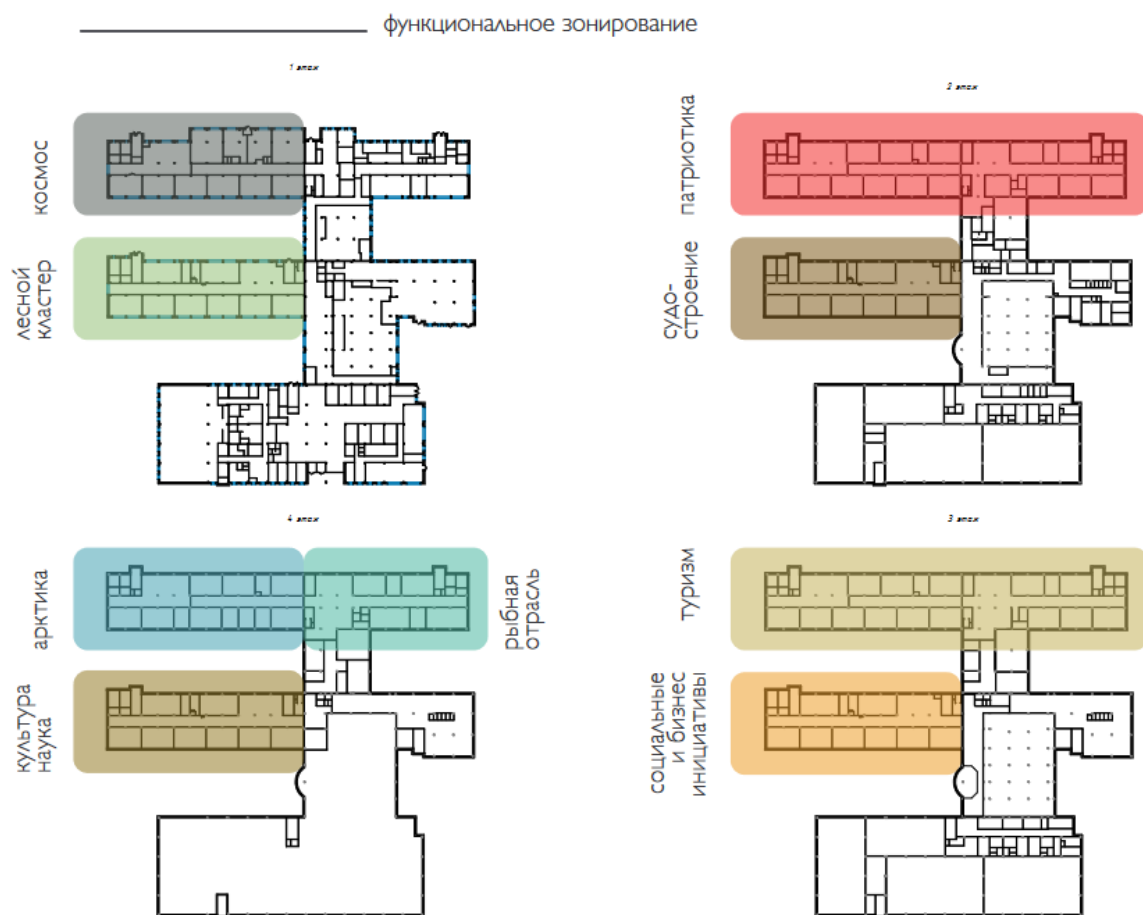 функциональное зонирование
1 этаж
2 этаж
космос
патриотика
лесной
кластер
судо-
строение
4 этаж
3 этаж
арктика
рыбная
отрасль
туризм
культура
наука
социальные
и бизнес
инициативы